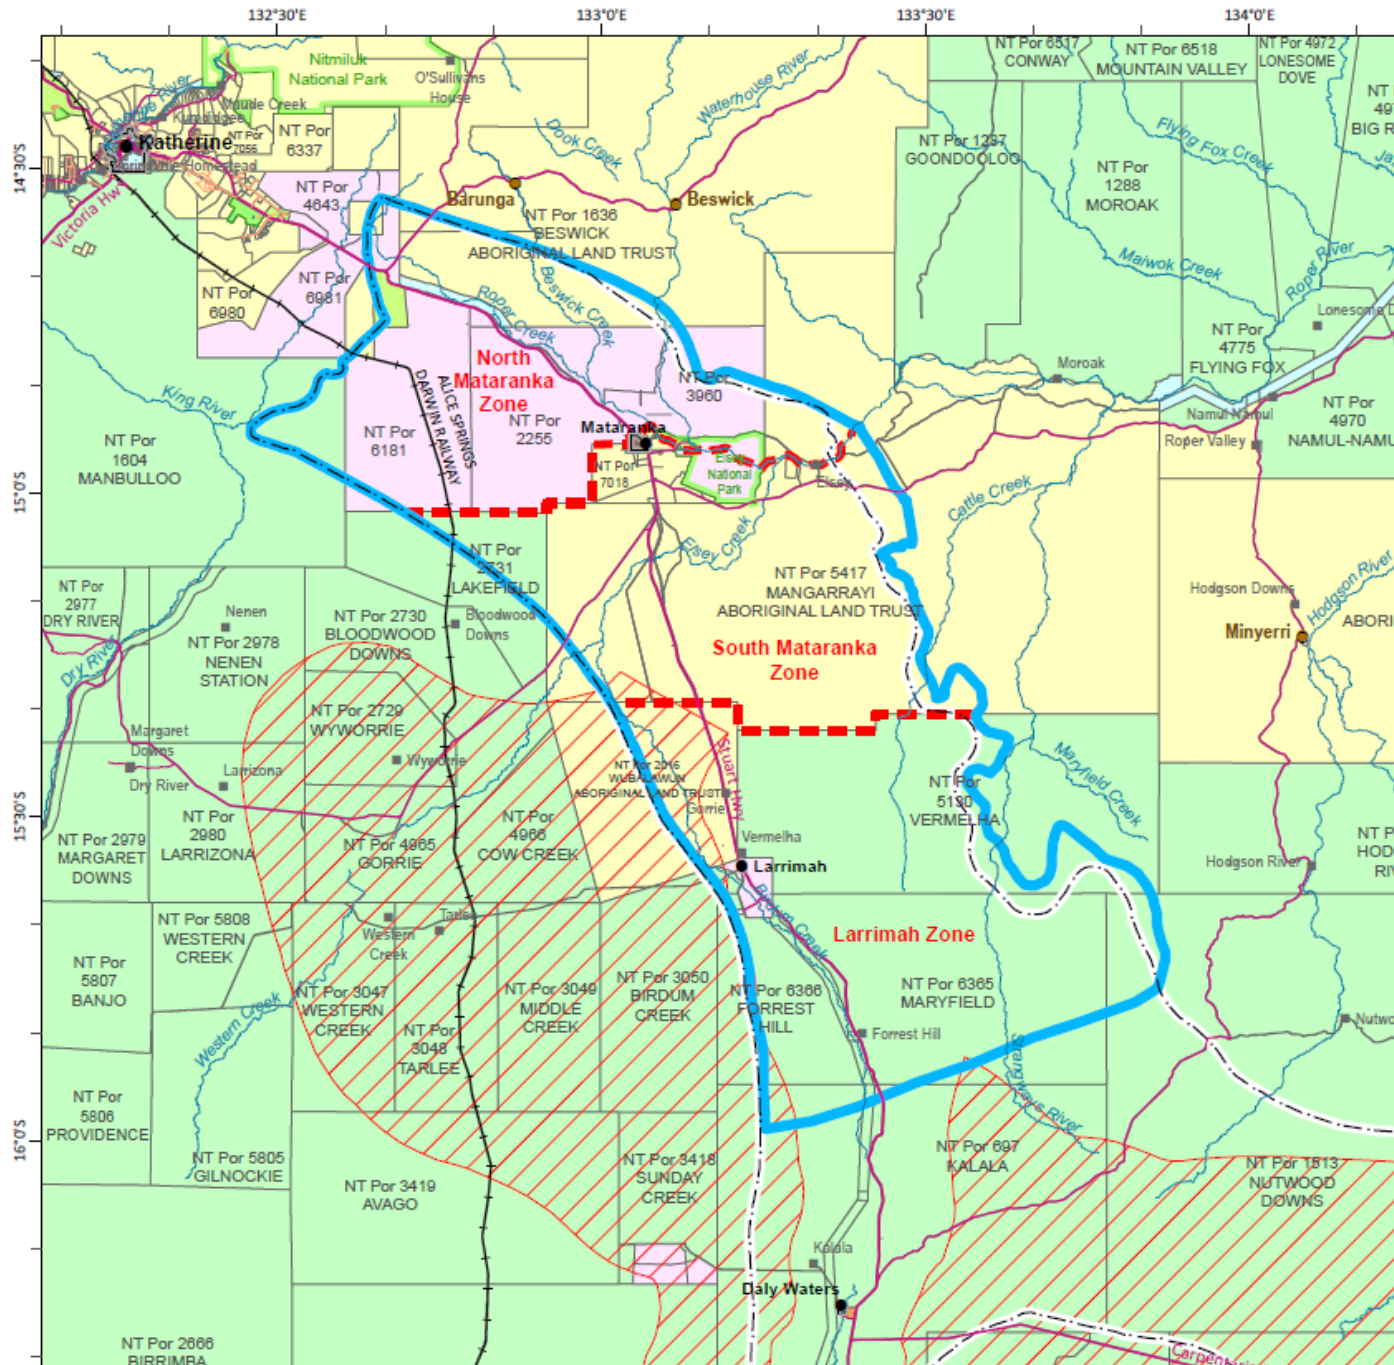 132°30'E
133°0'E
133°30'E
134°0'E
14°30'S
15°0'S
15°30'S
16°0'S
Nitmiluk
National Park
O'Sullivans
House
Maude Creek
Kumbidgee
Katherine
NT Por
7055
NT Por
6337
NT Por
4643
Victoria Hwy
NT Por
6981
NT Por
6980
Dook Creek
Waterhouse River
Barunga
Beswick
NT Por 1636
BESWICK
ABORIGINAL LAND TRUST
Beswick Creek
Roper Creek
NT Por 6517
CONWAY
NT Por 6518
MOUNTAIN VALLEY
NT Por 4972
LONESOME
DOVE
NT Por 1287
GOONDOOLOO
Flying Fox Creek
NT Por
1288
MOROAK
Maiwok Creek
Roper River
NT Por
4775
FLYING FOX
Moroak
Namul Namul
Roper Valley
NT Por
4970
NAMUL-NAMU
North
Mataranka
Zone
ALICE SPRINGS
DARWIN RAILWAY
NT Por
3960
NT Por
2255
NT Por
6181
Mataranka
NT Por
7018
Elsey
National
Park
Elsey
King River
NT Por
1604
MANBULLOO
Cattle Creek
Elsey Creek
NT Por
2731
LAKEFIELD
NT Por 5417
MANGARRAYI
ABORIGINAL LAND TRUST
South Mataranka
Zone
Hodgson Downs
Hodgson River
Minyerri
NT Por
2977
DRY RIVER
Nenen
NT Por 2978
NENEN
STATION
NT Por 2730
BLOODWOOD
DOWNS
Bloodwood
Downs
Dry River
NT Por 2729
WYWORRIE
Wyworrie
Margaret
Downs
Dry River
Larrizona
NT Por 2016
WUBALAWUN
ABORIGINAL LAND TRUST
Gorrie
Stuart Hwy
NT Por
5190
VERMELHA
Maryfield Creek
NT Por 2979
MARGARET
DOWNS
NT Por
2980
LARRIZONA
NT Por 4965
GORRIE
NT Por
4966
COW CREEK
Vermelha
Larrimah
Hodgson River
Birdum Creek
Larrimah Zone
NT Por 5808
WESTERN
CREEK
Western
Creek
Tarlee
NT Por
5807
BANJO
Western Creek
NT Por 3047
WESTERN
CREEK
NT Por
3048
TARLEE
NT Por 3049
MIDDLE
CREEK
NT Por 3050
BIRDUM
CREEK
NT Por 6366
FORREST
HILL
NT Por 6365
MARYFIELD
Forrest Hill
Strangways River
NT Por
5806
PROVIDENCE
NT Por 5805
GILNOCKIE
NT Por 3419
AVAGO
NT Por 3418
SUNDAY
CREEK
NT Por 697
KALALA
NT Por 1513
NUTWOOD
DOWNS
Kalala
Daly Waters
NT Por 2666
BIRRIMBA